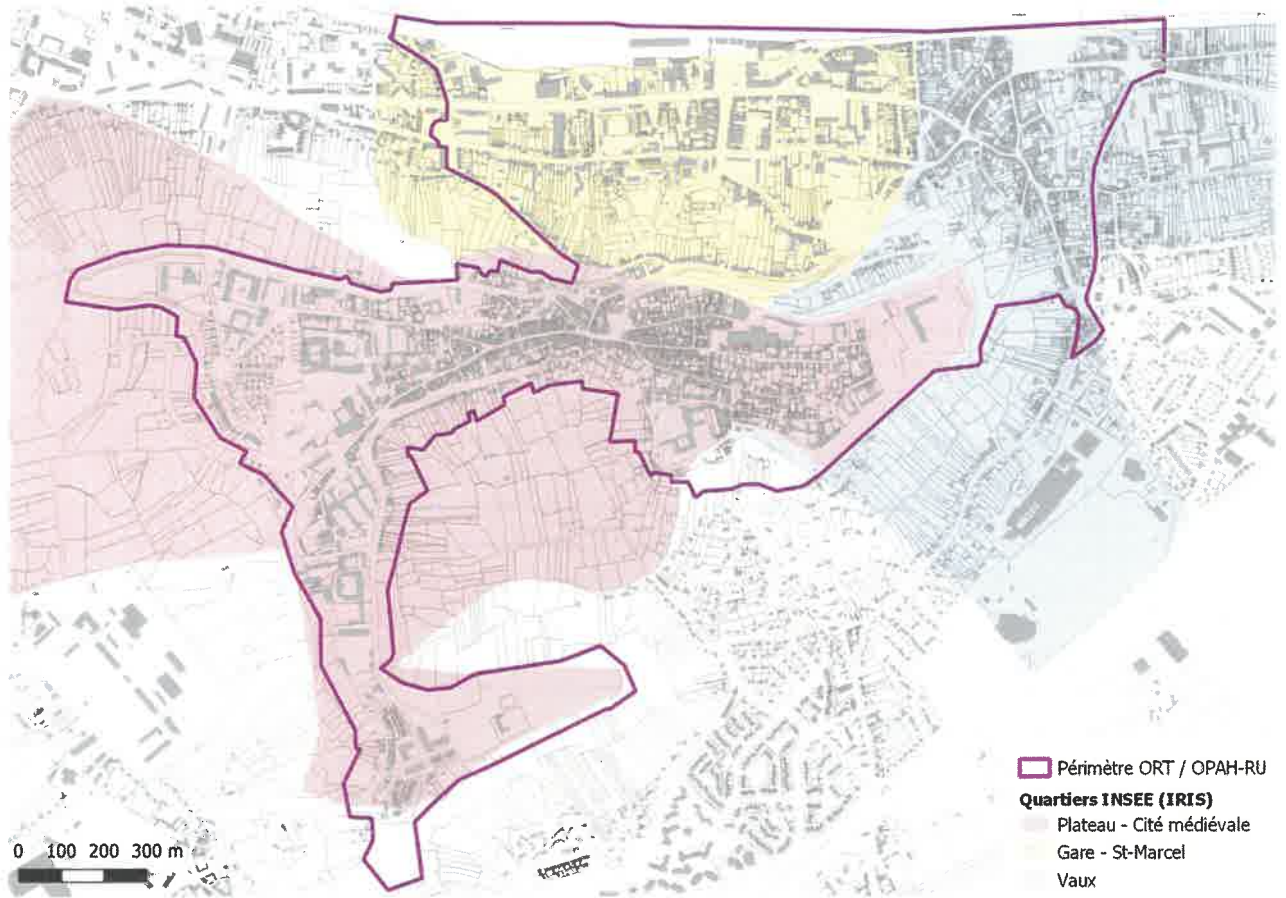 Périmètre ORT / OPAH-RU
Quartiers INSEE (IRIS)
Plateau - Cité médiévale
Gare - St-Marcel
Vaux
0 100 200 300 m